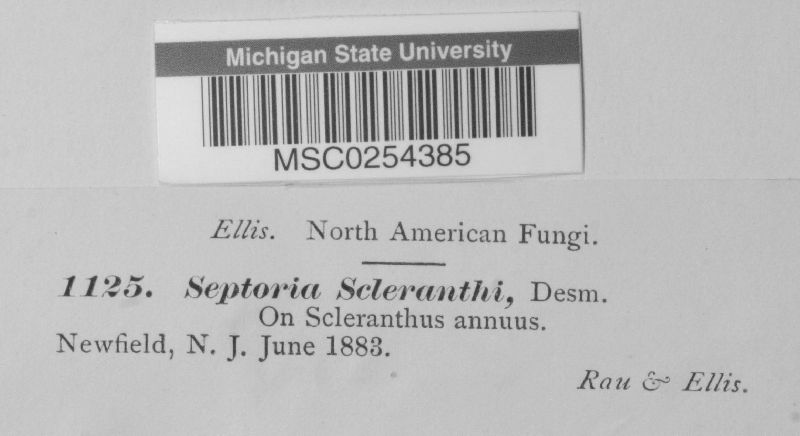 Michigan State University
MSC0254385
Ellis. North American Fungi.
1125. Septoria Scleranthi, Desm.
On Scleranthus annuus.
Newfield, N. J. June 1883.
Rau & Ellis.